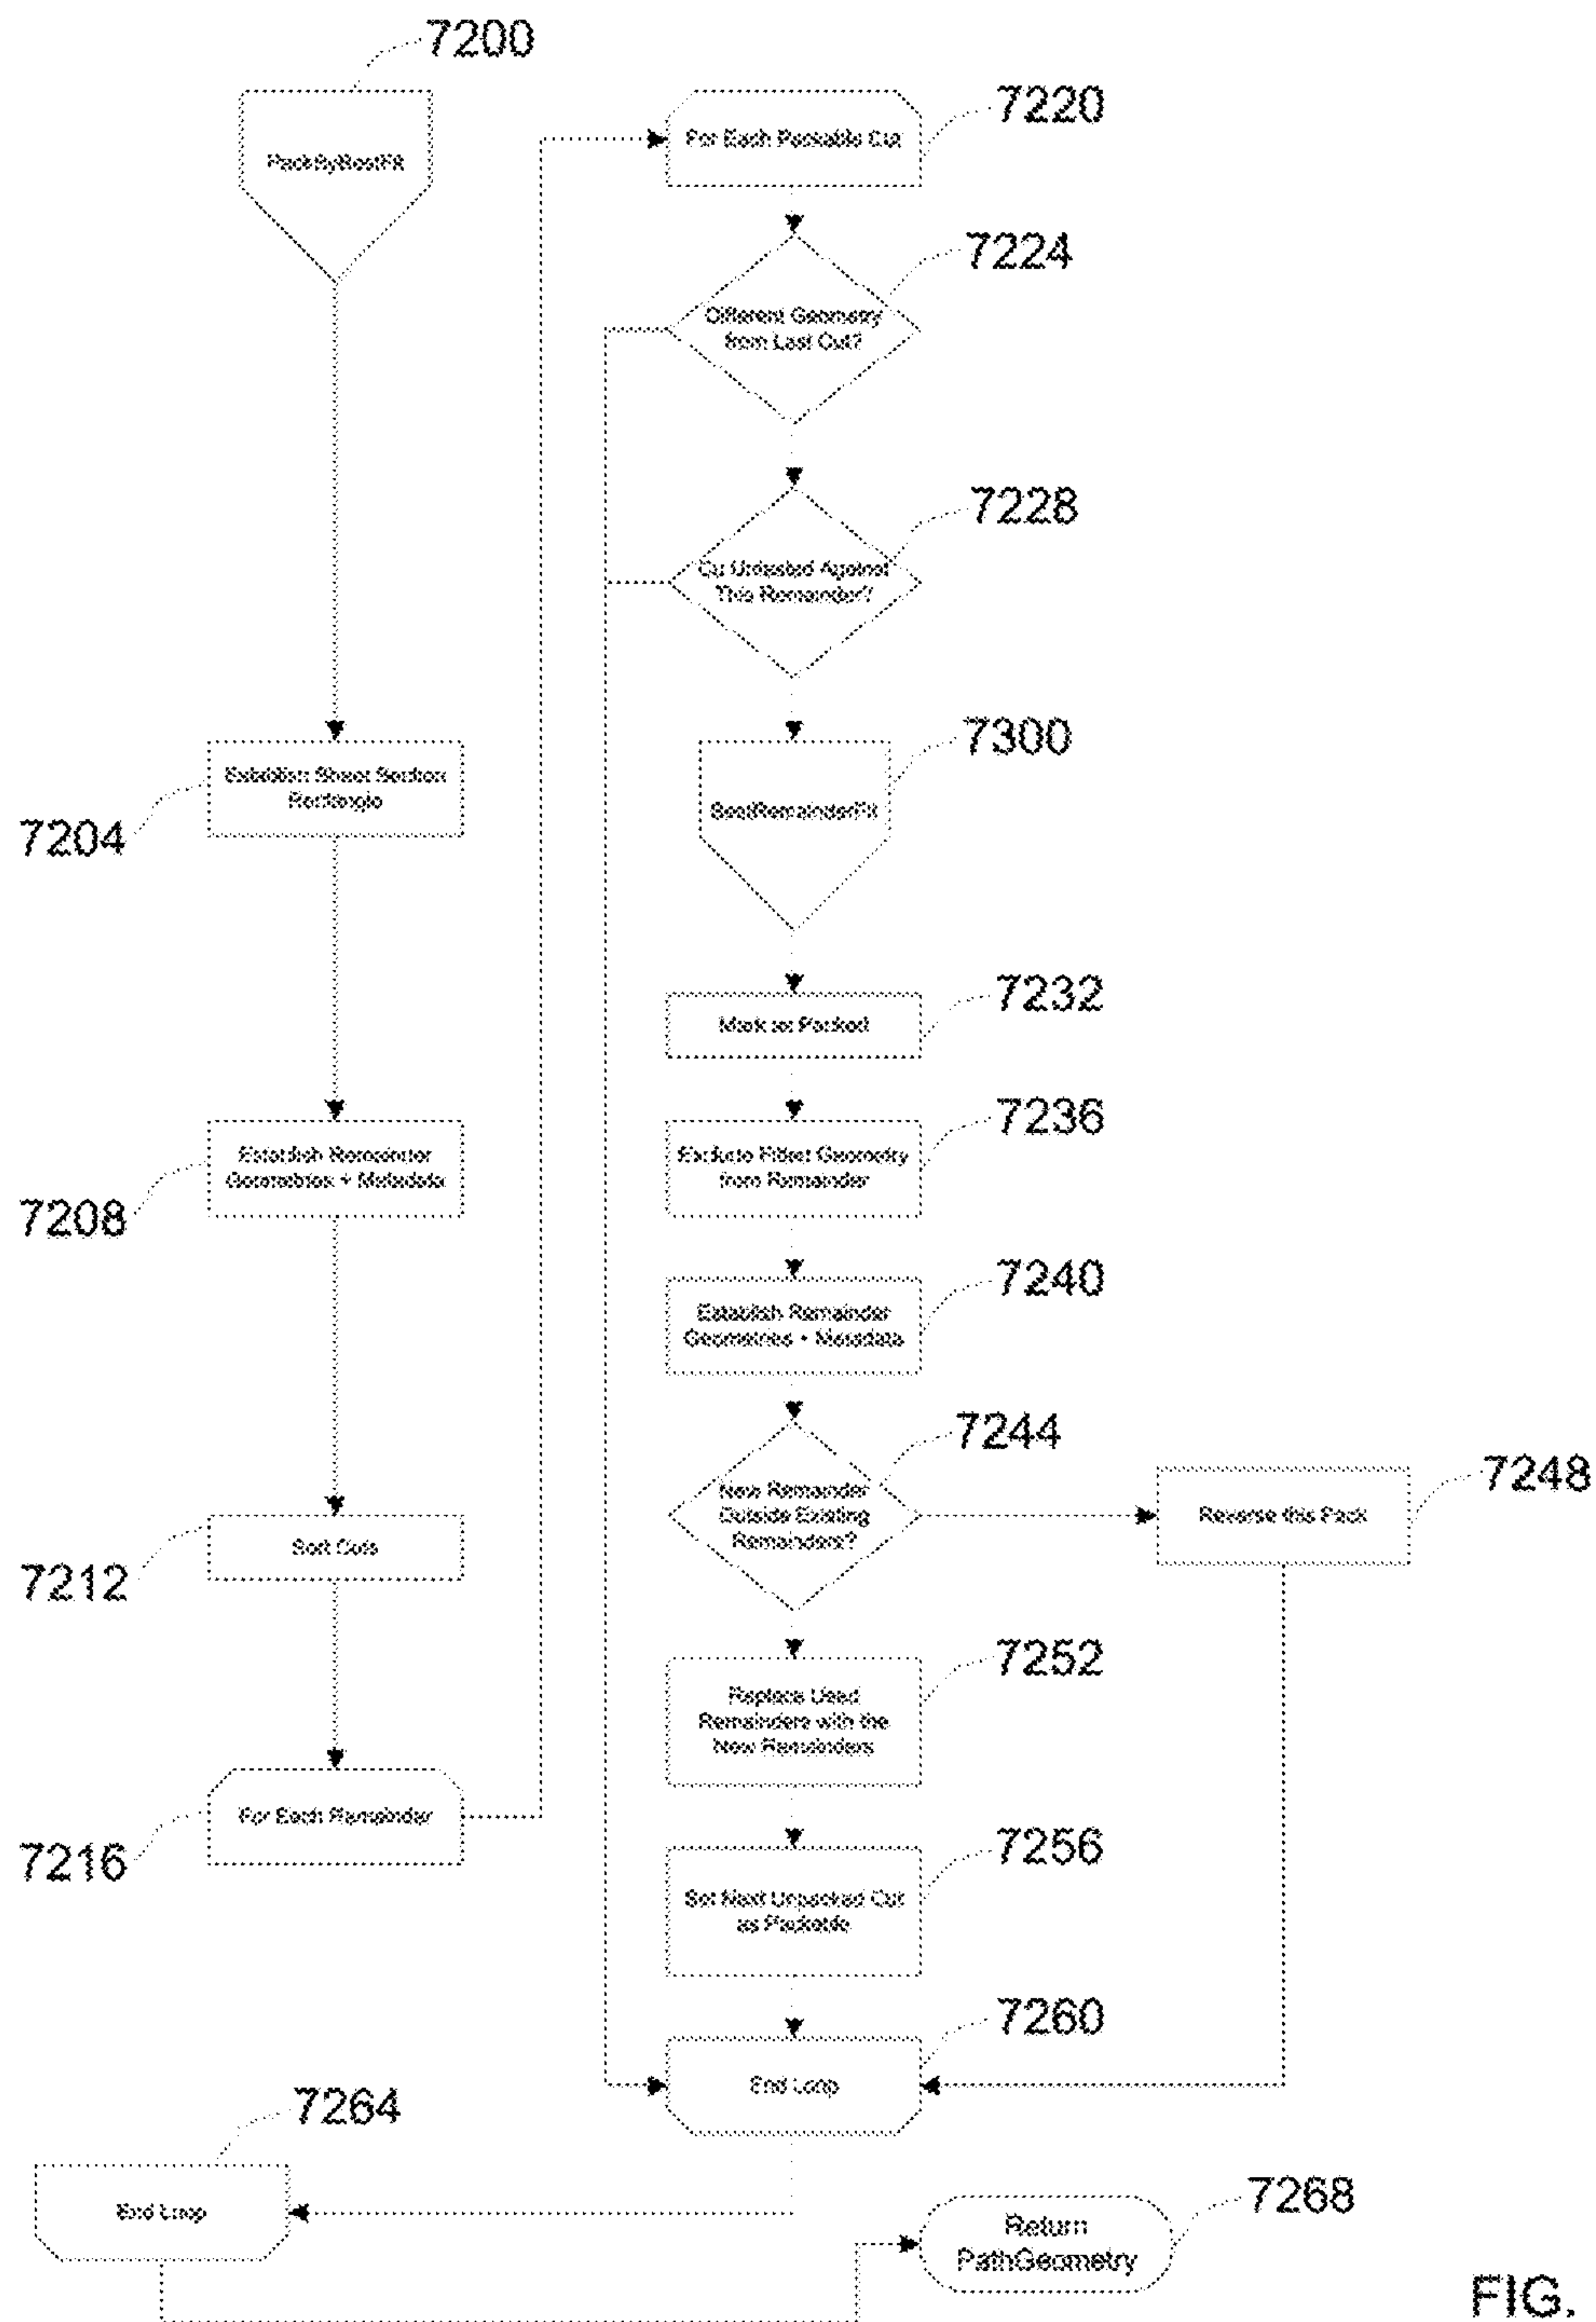 7200
PackByBestFit
7204
Establish Sheet Section
Rectangle
7208
Establish Remainder
Geometries + Metadata
7212
Sort Cuts
7216
For Each Remainder
7220
For Each Packable Cut
7224
Different Geometry
from Last Cut?
7228
Untested Against
This Remainder?
7300
BestRemainderFit
7232
Mark as Packed
7236
Exclude Fitted Geometry
from Remainder
7240
Establish Remainder
Geometries + Metadata
7244
New Remainder
Outside Existing
Remainders?
7248
Reverse this Pack
7252
Replace Used
Remainders with the
New Remainders
7256
Set Next Unpacked Cut
as Packable
7260
End Loop
7264
End Loop
7268
Return
PathGeometry
FIG.